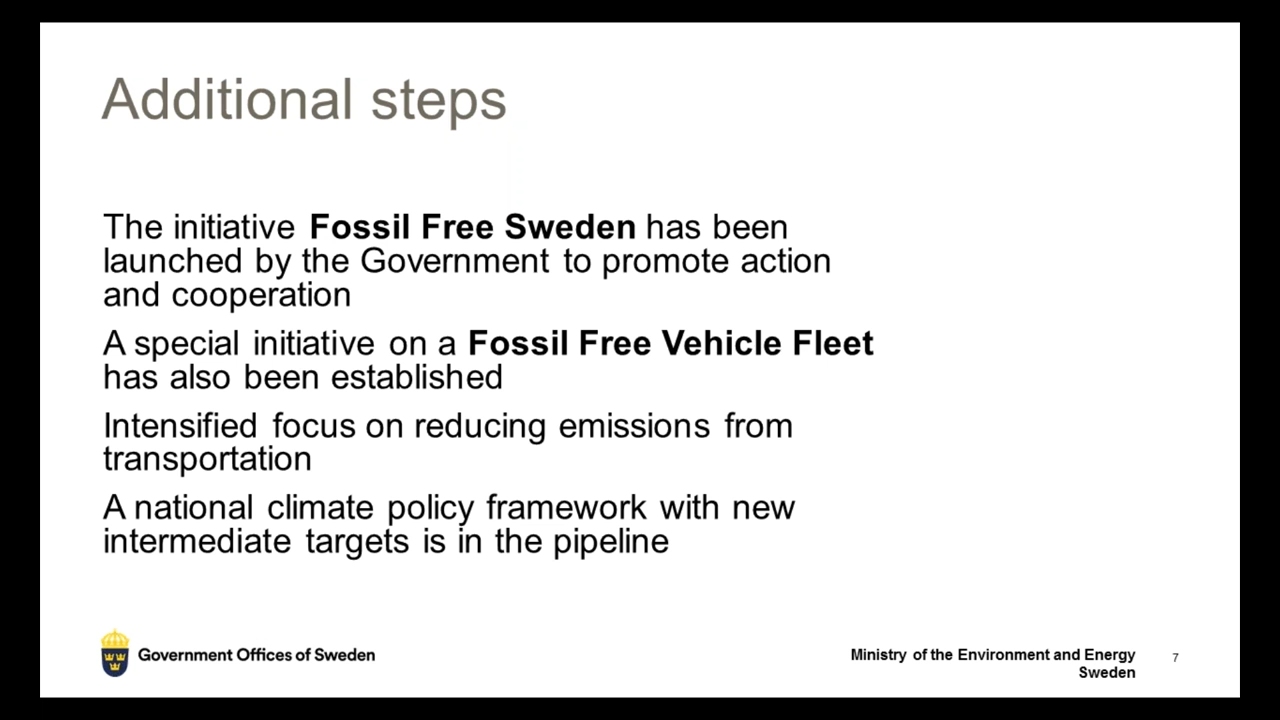 Additional steps
The initiative Fossil Free Sweden has been
launched by the Government to promote action
and cooperation
A special initiative on a Fossil Free Vehicle Fleet
has also been established
Intensified focus on reducing emissions from
transportation
A national climate policy framework with new
intermediate targets is in the pipeline
Government Offices of Sweden
Ministry of the Environment and Energy
Sweden
7